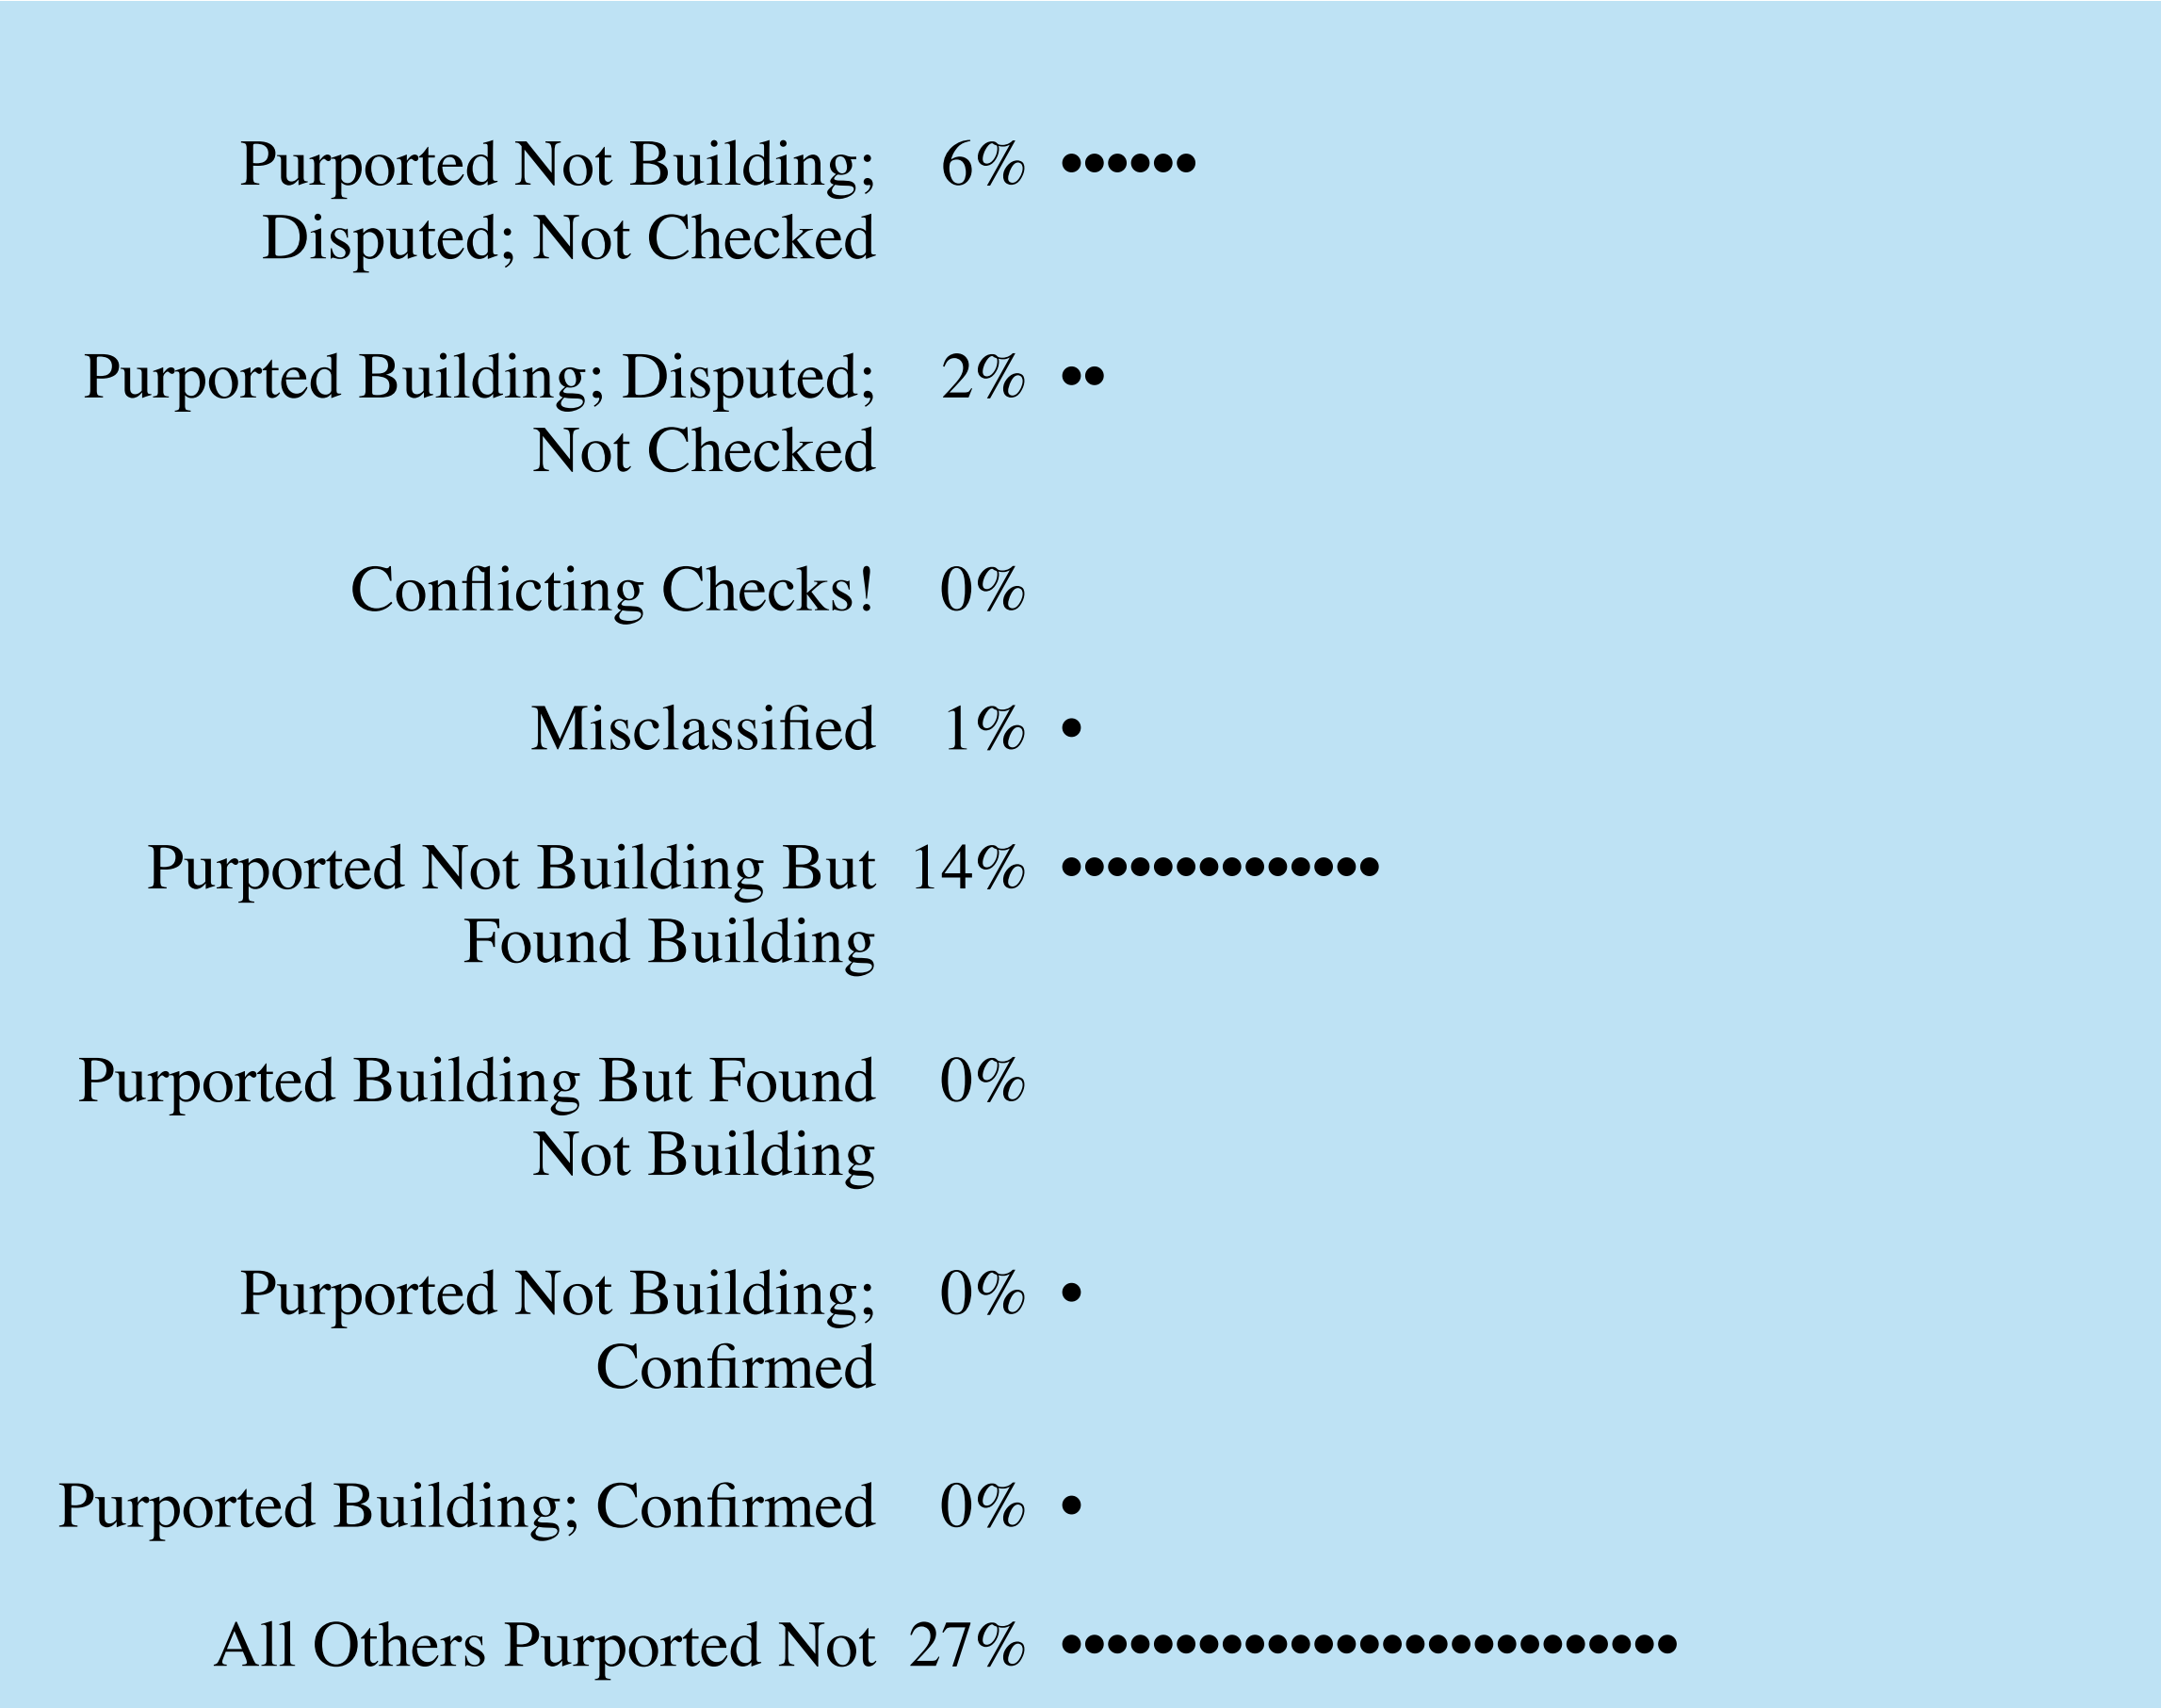 Purported Not Building; 6% ••••••
Disputed; Not Checked
Purported Building; Disputed; 2% ••
Not Checked
Conflicting Checks! 0%
Misclassified 1% •
Purported Not Building But 14% ••••••••••••••
Found Building
Purported Building But Found 0%
Not Building
Purported Not Building; 0% •
Confirmed
Purported Building; Confirmed 0% •
All Others Purported Not 27% •••••••••••••••••••••••••••